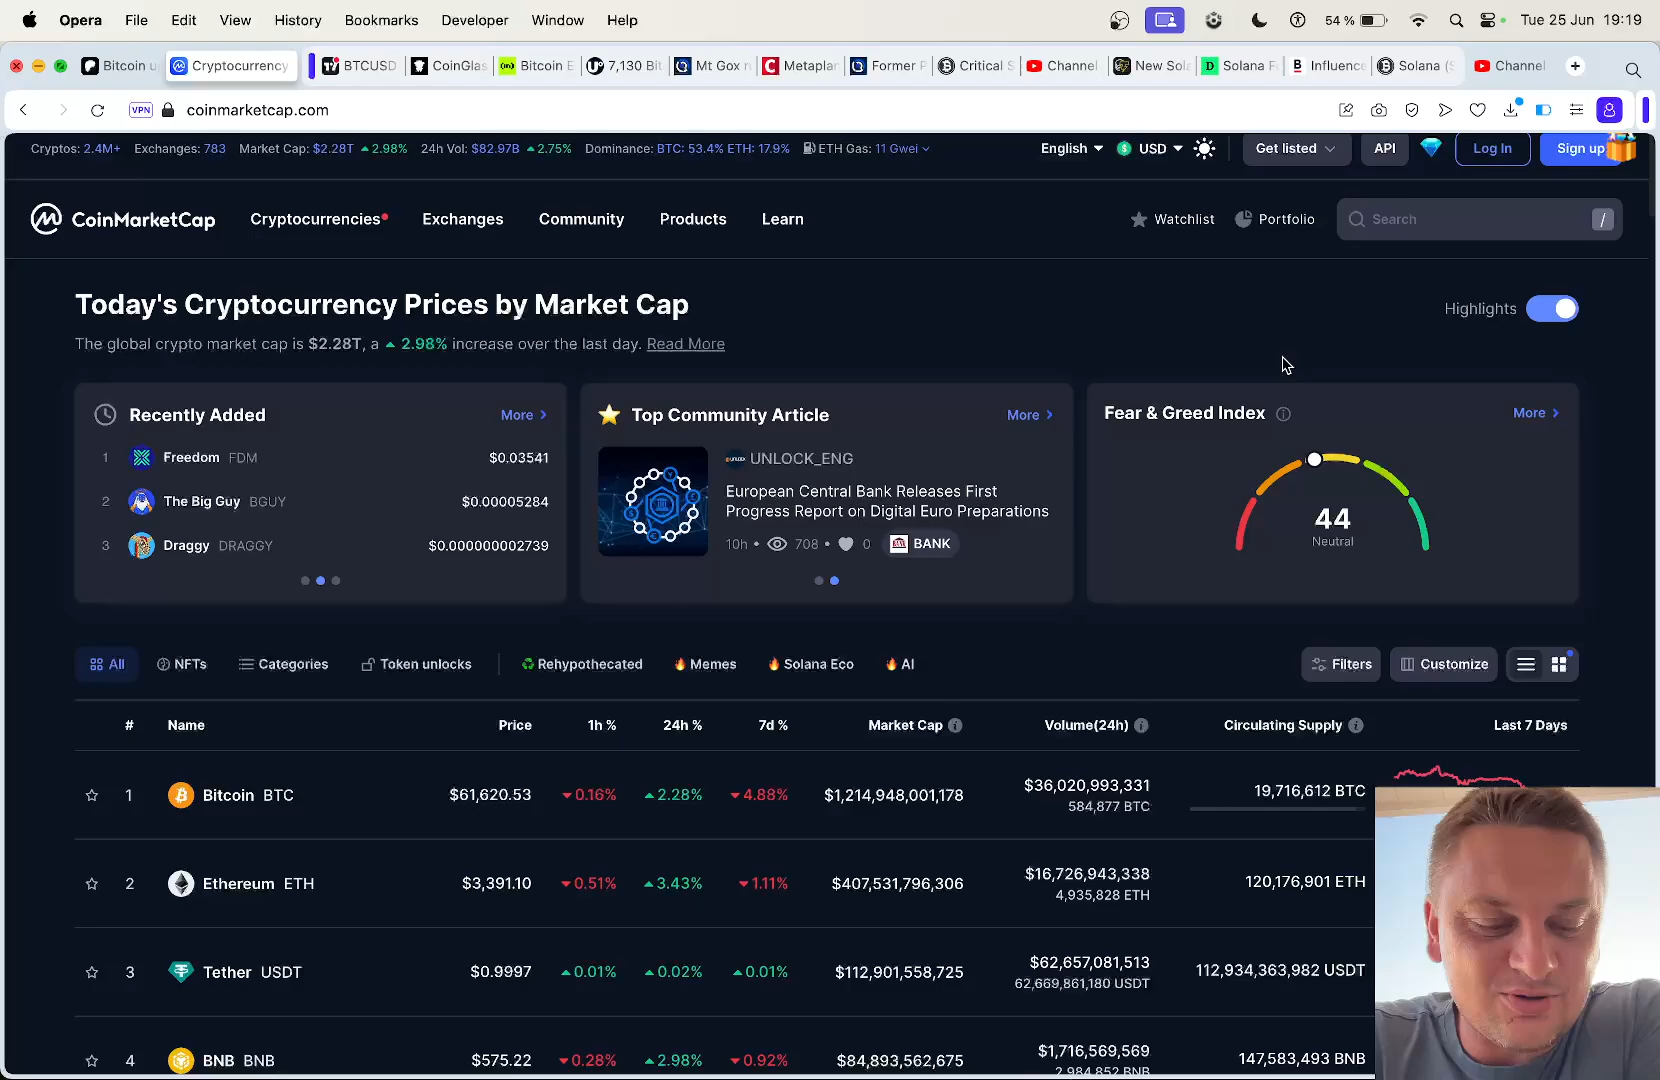 Opera File Edit View History Bookmarks Developer Window Help 54 % Tue 25 Jun 19:19
Bitcoin u Cryptocurrency BTCUSD CoinGlas Bitcoin E 7,130 Bit Mt Gox r Metaplan Former P Critical S Channel New Sola Solana F Influence Solana (S Channel
VPN coinmarketcap.com
Cryptos: 2.4M+ Exchanges: 783 Market Cap: $2.28T 2.98% 24h Vol: $82.97B 2.75% Dominance: BTC: 53.4% ETH: 17.9% ETH Gas: 11 Gwei English USD Get listed API Log In Sign up
CoinMarketCap Cryptocurrencies Exchanges Community Products Learn Watchlist Portfolio Search /
Today's Cryptocurrency Prices by Market Cap Highlights
The global crypto market cap is $2.28T, a 2.98% increase over the last day. Read More
Recently Added More >
1 Freedom FDM $0.03541
2 The Big Guy BGUY $0.00005284
3 Draggy DRAGGY $0.000000002739
Top Community Article More >
UNLOCK_ENG
European Central Bank Releases First
Progress Report on Digital Euro Preparations
10h • 708 • 0 BANK
Fear & Greed Index More >
44
Neutral
All NFTs Categories Token unlocks Rehypothecated Memes Solana Eco AI Filters Customize
# Name Price 1h % 24h % 7d % Market Cap Volume(24h) Circulating Supply Last 7 Days
1 Bitcoin BTC $61,620.53 0.16% 2.28% 4.88% $1,214,948,001,178 $36,020,993,331 19,716,612 BTC
584,877 BTC
2 Ethereum ETH $3,391.10 0.51% 3.43% 1.11% $407,531,796,306 $16,726,943,338 120,176,901 ETH
4,935,828 ETH
3 Tether USDT $0.9997 0.01% 0.02% 0.01% $112,901,558,725 $62,657,081,513 112,934,363,982 USDT
62,669,861,180 USDT
4 BNB BNB $575.22 0.28% 2.98% 0.92% $84,893,562,675 $1,716,569,569 147,583,493 BNB
2,984,852 BNB